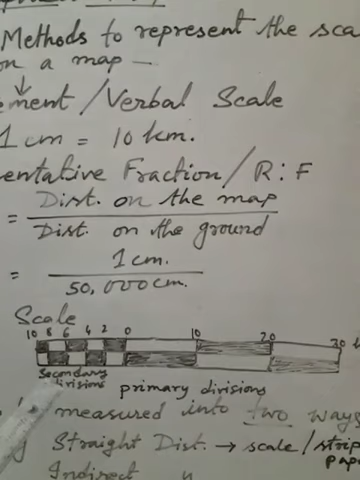 Methods to represent the sca
on a map —
ement / Verbal Scale
1 cm = 10 km.
entative Fraction / R:F
= Dist. on the map
Dist. on the ground
= 1 cm.
50,000 cm.
Scale
10 8 6 4 2 0 10 20 30
Secondary
divisions primary divisions
measured into two ways
Straight Dist. → scale/strip
pap
Indirect